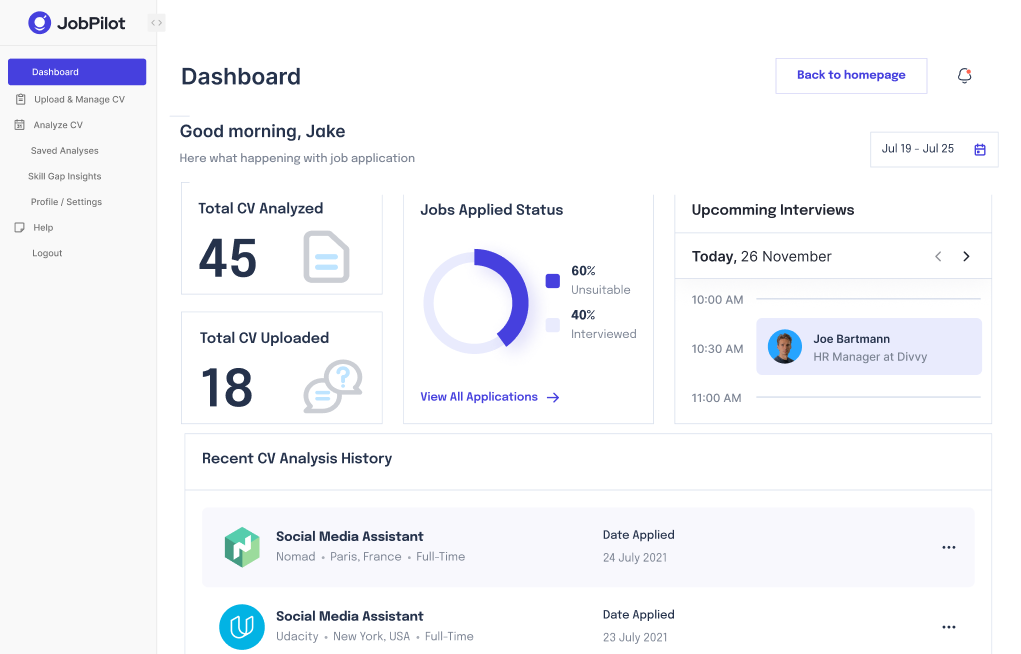 JobPilot
<>
Dashboard
Upload & Manage CV
Analyze CV
Saved Analyses
Skill Gap Insights
Profile / Settings
Help
Logout
Dashboard
Back to homepage
Good morning, Jake
Here what happening with job application
Jul 19 - Jul 25
Total CV Analyzed
45
Total CV Uploaded
18
?
Jobs Applied Status
60%
Unsuitable
40%
Interviewed
View All Applications
Upcomming Interviews
Today, 26 November
10:00 AM
10:30 AM
Joe Bartmann
HR Manager at Divvy
11:00 AM
Recent CV Analysis History
Social Media Assistant
Nomad • Paris, France • Full-Time
Date Applied
24 July 2021
Social Media Assistant
Udacity • New York, USA • Full-Time
Date Applied
23 July 2021